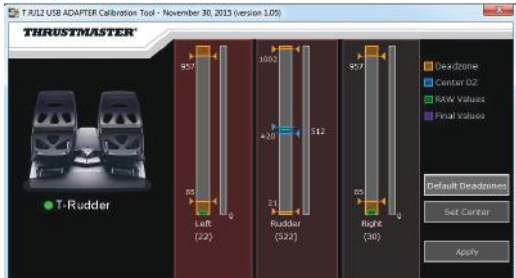 T.RJ12 USB ADAPTER Calibration Tool - November 30, 2015 (version 1.05)
THRUSTMASTER
957
1002
957
Deadzone
Center DZ
RAW Values
Final Values
±20
512
85
21
85
Default Deadzones
T-Rudder
0
0
Set Center
Left
Rudder
Right
(22)
(522)
(30)
Apply